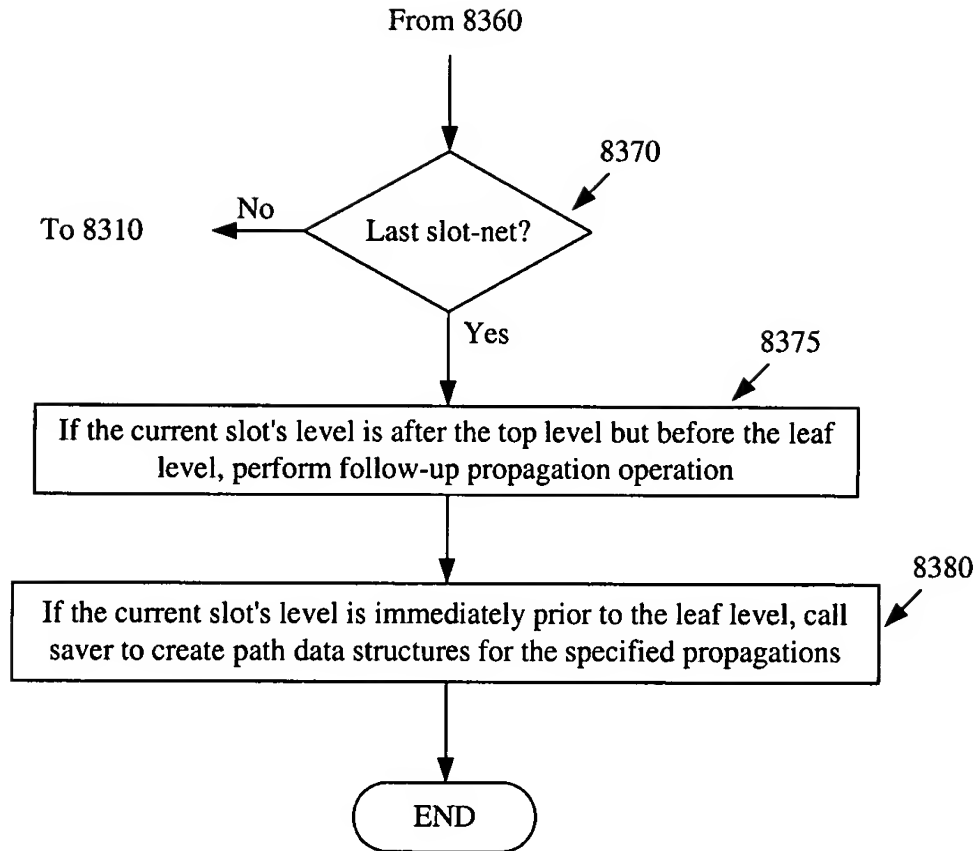 From 8360
8370
No
To 8310
Last slot-net?
Yes
8375
If the current slot's level is after the top level but before the leaf
level, perform follow-up propagation operation
8380
If the current slot's level is immediately prior to the leaf level, call
saver to create path data structures for the specified propagations
END